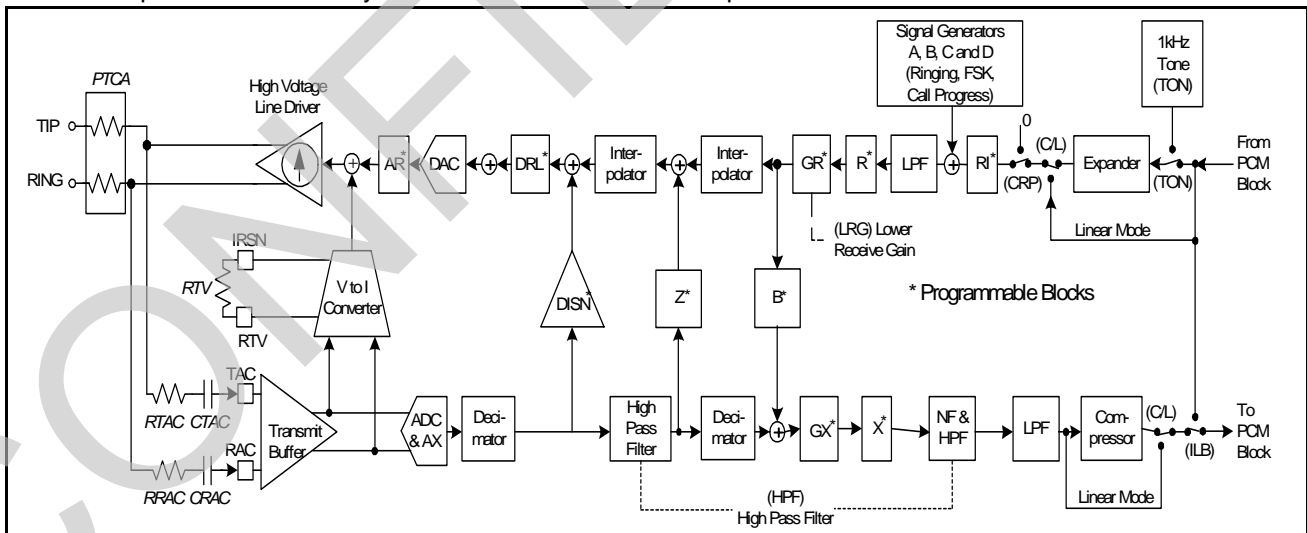 PTCA
TIP
RING
High Voltage
Line Driver
AR*
DAC
DRL*
Inter-
polator
Inter-
polator
GR*
R*
LPF
RI*
Signal Generators
A, B, C and D
(Ringing, FSK,
Call Progress)
0
(C/L)
(CRP)
Expander
1kHz
Tone
(TON)
(TON)
From
PCM
Block
Linear Mode
(LRG) Lower
Receive Gain
IRSN
RTV
RTV
V to I
Converter
DISN*
Z*
B*
* Programmable Blocks
TAC
RTAC CTAC
RAC
RRAC CRAC
Transmit
Buffer
ADC
& AX
Deci-
mator
High
Pass
Filter
Deci-
mator
GX*
X*
NF &
HPF
LPF
Com-
pressor
(C/L)
(ILB)
To
PCM
Block
Linear Mode
(HPF)
High Pass Filter